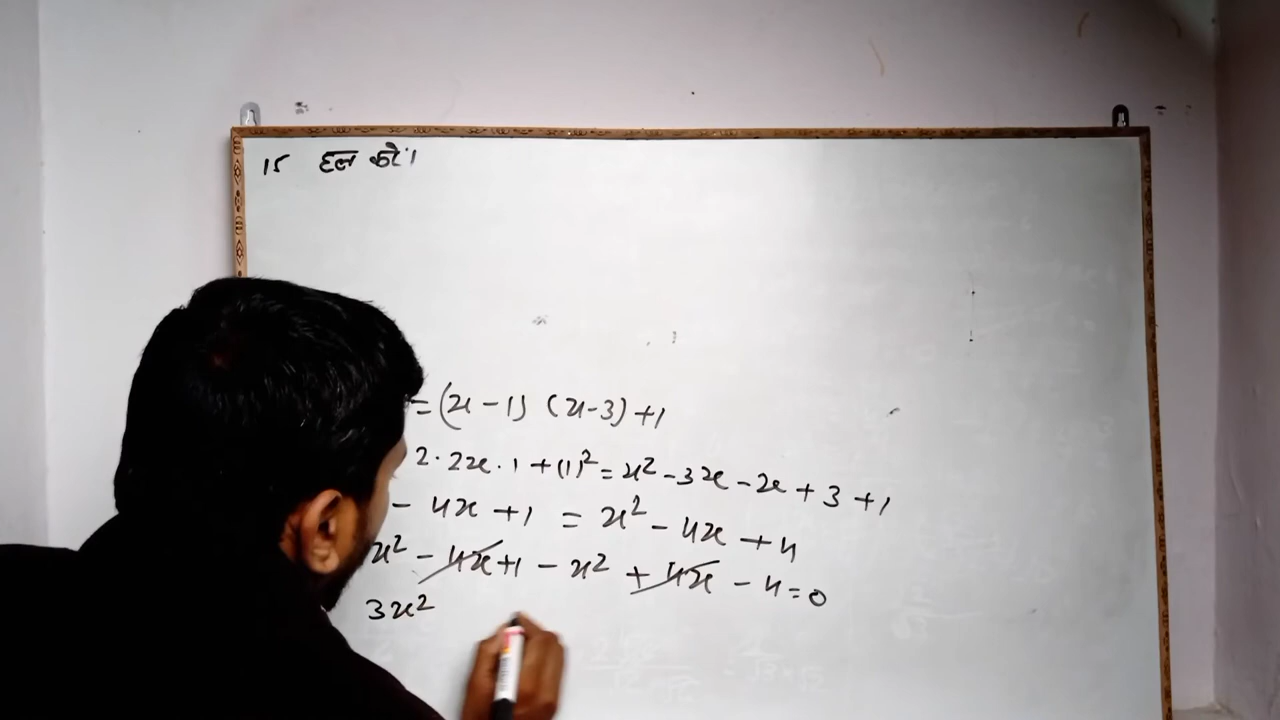 15 हल करें।
= (x - 1) (x-3) + 1
2·2x·1 + (1)² = x² - 3x - x + 3 + 1
- 4x + 1 = x² - 4x + 4
x² - 4x + 1 - x² + 4x - 4 = 0
3x²